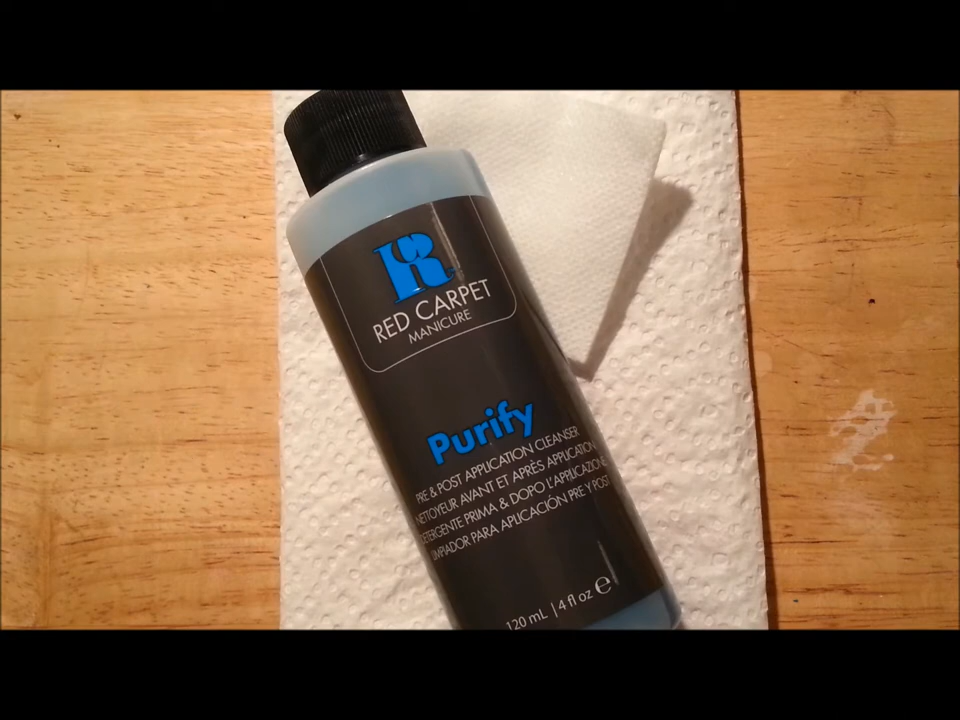 R
RED CARPET
MANICURE
Purify
PRE & POST APPLICATION CLEANSER
NETTOYEUR AVANT ET APRÈS APPLICATION
DETERGENTE PRIMA & DOPO L'APPLICAZIONE
LIMPIADOR PARA APLICACIÓN PRE Y POST
120 mL | 4 fl oz ℮